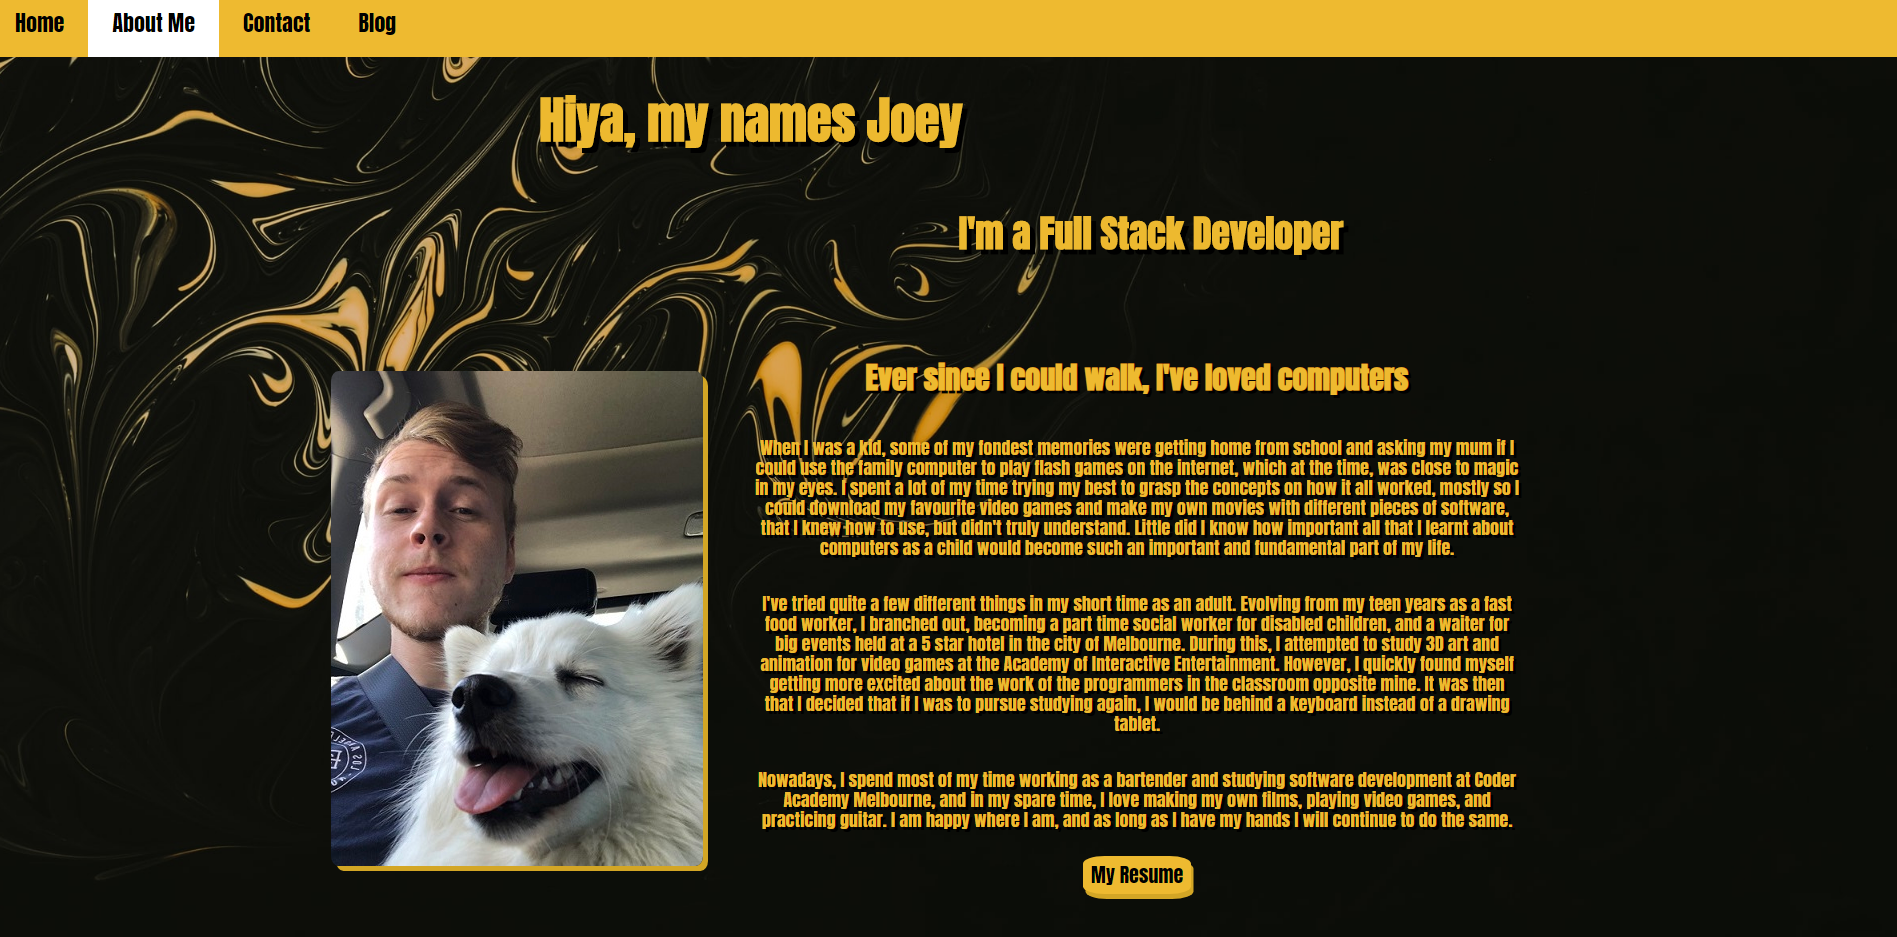 Home About Me Contact Blog
Hiya, my names Joey
I'm a Full Stack Developer
Ever since I could walk, I've loved computers
When I was a kid, some of my fondest memories were getting home from school and asking my mum if I
could use the family computer to play flash games on the internet, which at the time, was close to magic
in my eyes. I spent a lot of my time trying my best to grasp the concepts on how it all worked, mostly so I
could download my favourite video games and make my own movies with different pieces of software,
that I knew how to use, but didn't truly understand. Little did I know how important all that I learnt about
computers as a child would become such an important and fundamental part of my life.
I've tried quite a few different things in my short time as an adult. Evolving from my teen years as a fast
food worker, I branched out, becoming a part time social worker for disabled children, and a waiter for
big events held at a 5 star hotel in the city of Melbourne. During this, I attempted to study 3D art and
animation for video games at the Academy of Interactive Entertainment. However, I quickly found myself
getting more excited about the work of the programmers in the classroom opposite mine. It was then
that I decided that if I was to pursue studying again, I would be behind a keyboard instead of a drawing
tablet.
Nowadays, I spend most of my time working as a bartender and studying software development at Coder
Academy Melbourne, and in my spare time, I love making my own films, playing video games, and
practicing guitar. I am happy where I am, and as long as I have my hands I will continue to do the same.
My Resume